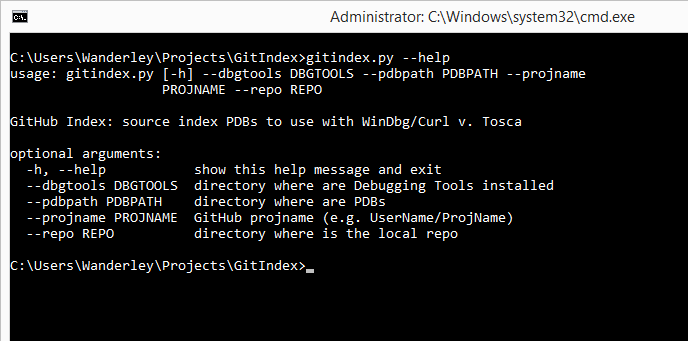 Administrator: C:\Windows\system32\cmd.exe
C:\Users\Wanderley\Projects\GitIndex>gitindex.py --help
usage: gitindex.py [-h] --dbgtools DBGTOOLS --pdbpath PDBPATH --projname
PROJNAME --repo REPO
GitHub Index: source index PDBs to use with WinDbg/Curl v. Tosca
optional arguments:
-h, --help show this help message and exit
--dbgtools DBGTOOLS directory where are Debugging Tools installed
--pdbpath PDBPATH directory where are PDBs
--projname PROJNAME GitHub projname (e.g. UserName/ProjName)
--repo REPO directory where is the local repo
C:\Users\Wanderley\Projects\GitIndex>